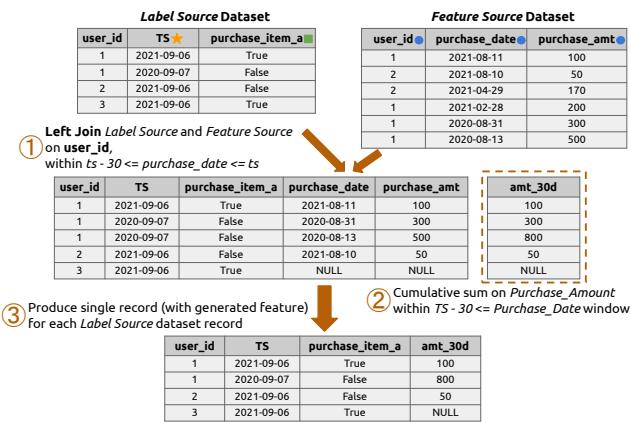 Label Source Dataset
user_id TS purchase_item_a
1 2021-09-06 True
1 2020-09-07 False
2 2021-09-06 False
3 2021-09-06 True
Feature Source Dataset
user_id purchase_date purchase_amt
1 2021-08-11 100
2 2021-08-10 50
2 2021-04-29 170
1 2021-02-28 200
1 2020-08-31 300
1 2020-08-13 500
1 Left Join Label Source and Feature Source
on user_id,
within ts - 30 <= purchase_date <= ts
user_id TS purchase_item_a purchase_date purchase_amt
1 2021-09-06 True 2021-08-11 100
1 2020-09-07 False 2020-08-31 300
1 2020-09-07 False 2020-08-13 500
2 2021-09-06 False 2021-08-10 50
3 2021-09-06 True NULL NULL
amt_30d
100
300
800
50
NULL
2 Cumulative sum on Purchase_Amount
within TS - 30 <= Purchase_Date window
3 Produce single record (with generated feature)
for each Label Source dataset record
user_id TS purchase_item_a amt_30d
1 2021-09-06 True 100
1 2020-09-07 False 800
2 2021-09-06 False 50
3 2021-09-06 True NULL